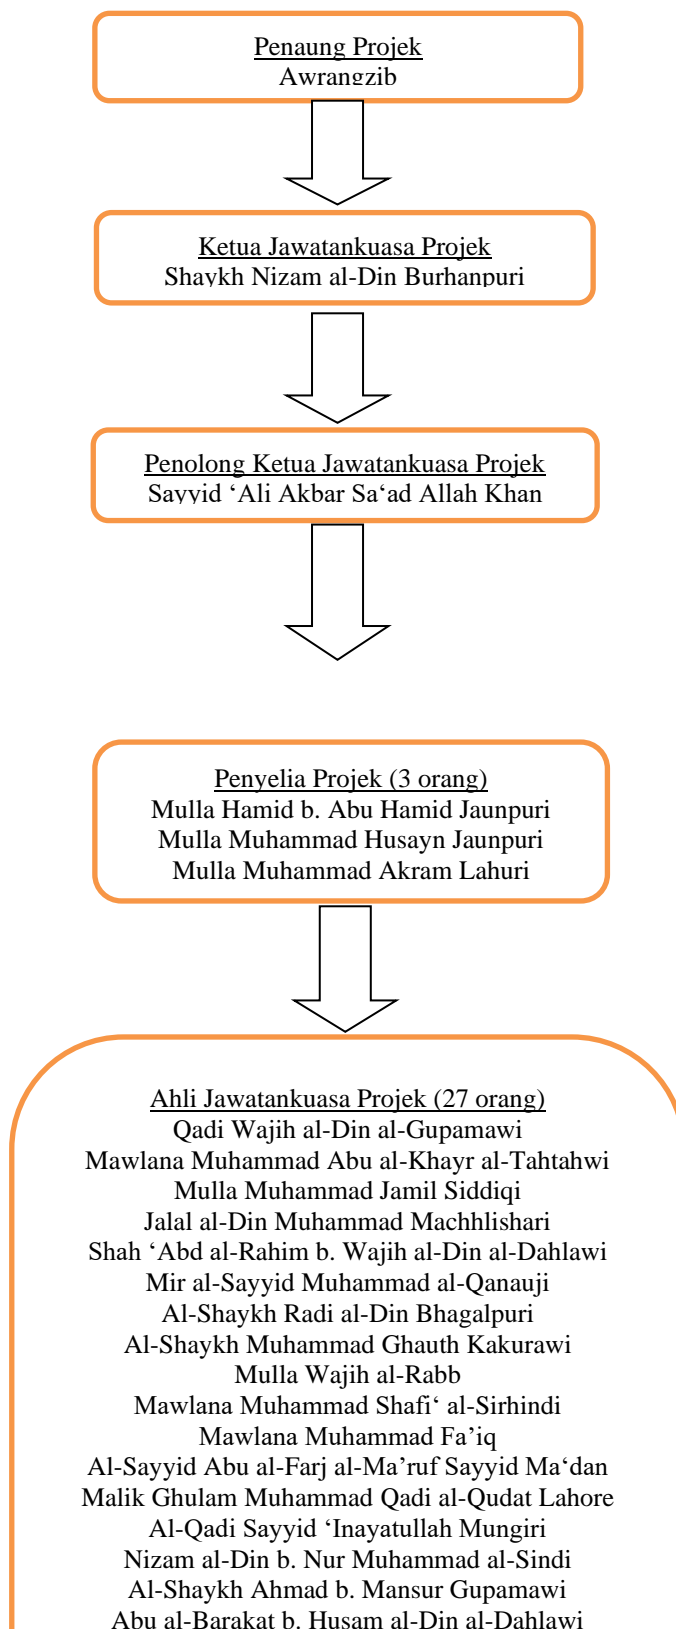 Penaung Projek
Awrangzib
Ketua Jawatankuasa Projek
Shaykh Nizam al-Din Burhanpuri
Penolong Ketua Jawatankuasa Projek
Sayyid ‘Ali Akbar Sa‘ad Allah Khan
Penyelia Projek (3 orang)
Mulla Hamid b. Abu Hamid Jaunpuri
Mulla Muhammad Husayn Jaunpuri
Mulla Muhammad Akram Lahuri
Ahli Jawatankuasa Projek (27 orang)
Qadi Wajih al-Din al-Gupamawi
Mawlana Muhammad Abu al-Khayr al-Tahtahwi
Mulla Muhammad Jamil Siddiqi
Jalal al-Din Muhammad Machhlishari
Shah ‘Abd al-Rahim b. Wajih al-Din al-Dahlawi
Mir al-Sayyid Muhammad al-Qanauji
Al-Shaykh Radi al-Din Bhagalpuri
Al-Shaykh Muhammad Ghauth Kakurawi
Mulla Wajih al-Rabb
Mawlana Muhammad Shafi‘ al-Sirhindi
Mawlana Muhammad Fa’iq
Al-Sayyid Abu al-Farj al-Ma’ruf Sayyid Ma‘dan
Malik Ghulam Muhammad Qadi al-Qudat Lahore
Al-Qadi Sayyid ‘Inayatullah Mungiri
Nizam al-Din b. Nur Muhammad al-Sindi
Al-Shaykh Ahmad b. Mansur Gupamawi
Abu al-Barakat b. Husam al-Din al-Dahlawi